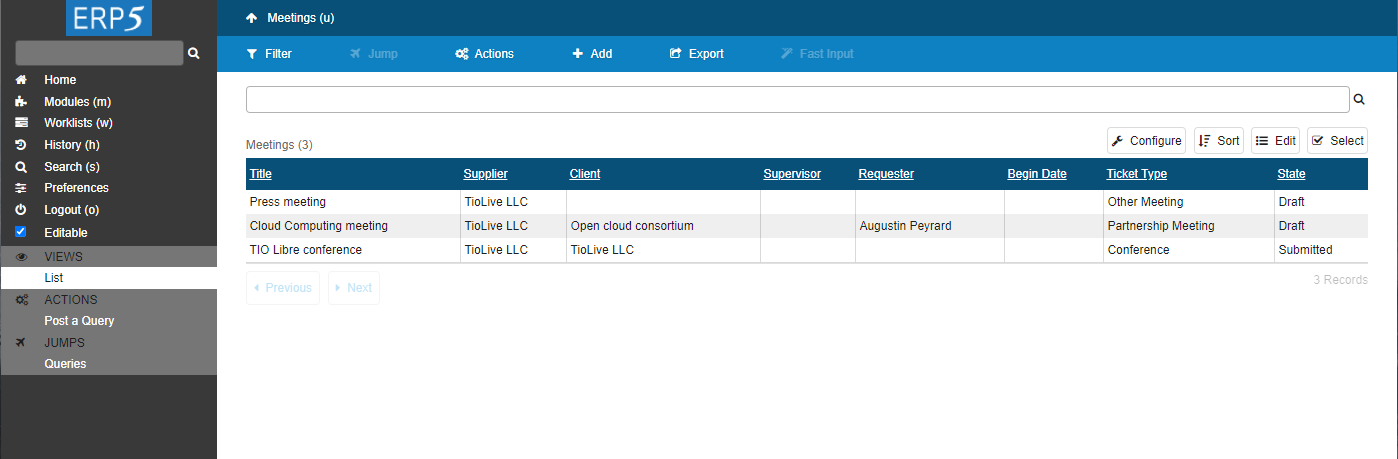 ERP5
Home
Modules (m)
Worklists (w)
History (h)
Search (s)
Preferences
Logout (o)
Editable
VIEWS
List
ACTIONS
Post a Query
JUMPS
Queries
Meetings (u)
Filter Jump Actions Add Export Fast Input
Meetings (3) Configure Sort Edit Select
Title Supplier Client Supervisor Requester Begin Date Ticket Type State
Press meeting TioLive LLC Other Meeting Draft
Cloud Computing meeting TioLive LLC Open cloud consortium Augustin Peyrard Partnership Meeting Draft
TIO Libre conference TioLive LLC TioLive LLC Conference Submitted
Previous Next 3 Records